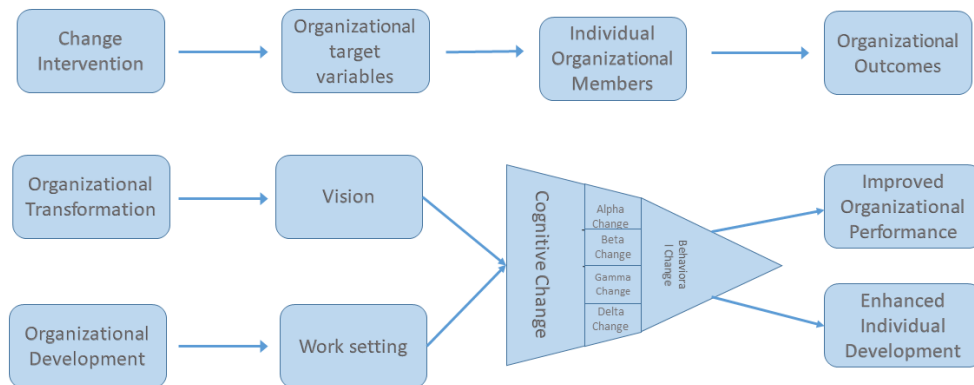 Change
Intervention
Organizational
target
variables
Individual
Organizational
Members
Organizational
Outcomes
Organizational
Transformation
Vision
Cognitive Change
Alpha
Change
Beta
Change
Gamma
Change
Delta
Change
Behaviora
l Change
Improved
Organizational
Performance
Organizational
Development
Work setting
Enhanced
Individual
Development